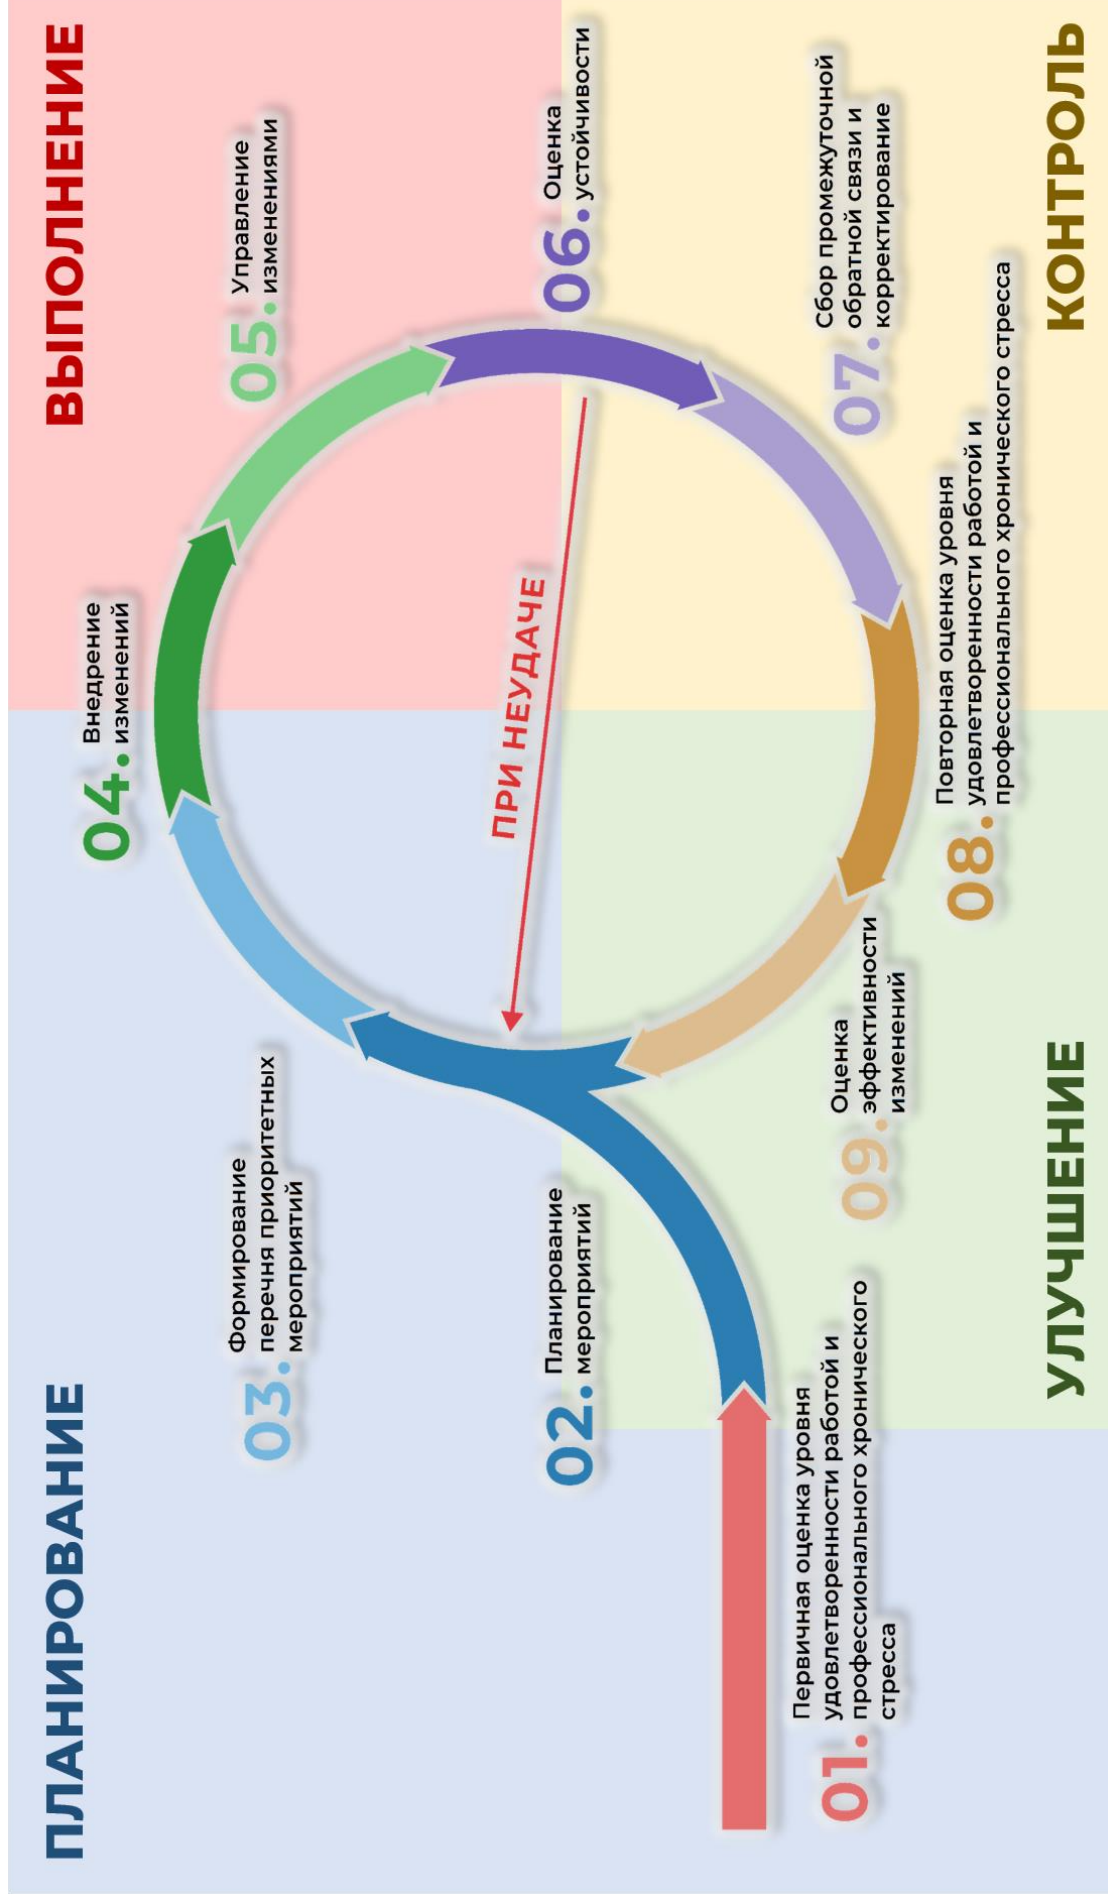 ПЛАНИРОВАНИЕ
ВЫПОЛНЕНИЕ
04. Внедрение
изменений
03. Формирование
перечня приоритетных
мероприятий
05. Управление
изменениями
ПРИ НЕУДАЧЕ
02. Планирование
мероприятий
06. Оценка
устойчивости
01. Первичная оценка уровня
удовлетворенности работой и
профессионального хронического
стресса
09. Оценка
эффективности
изменений
07. Сбор промежуточной
обратной связи и
корректирование
08. Повторная оценка уровня
удовлетворенности работой и
профессионального хронического стресса
УЛУЧШЕНИЕ
КОНТРОЛЬ